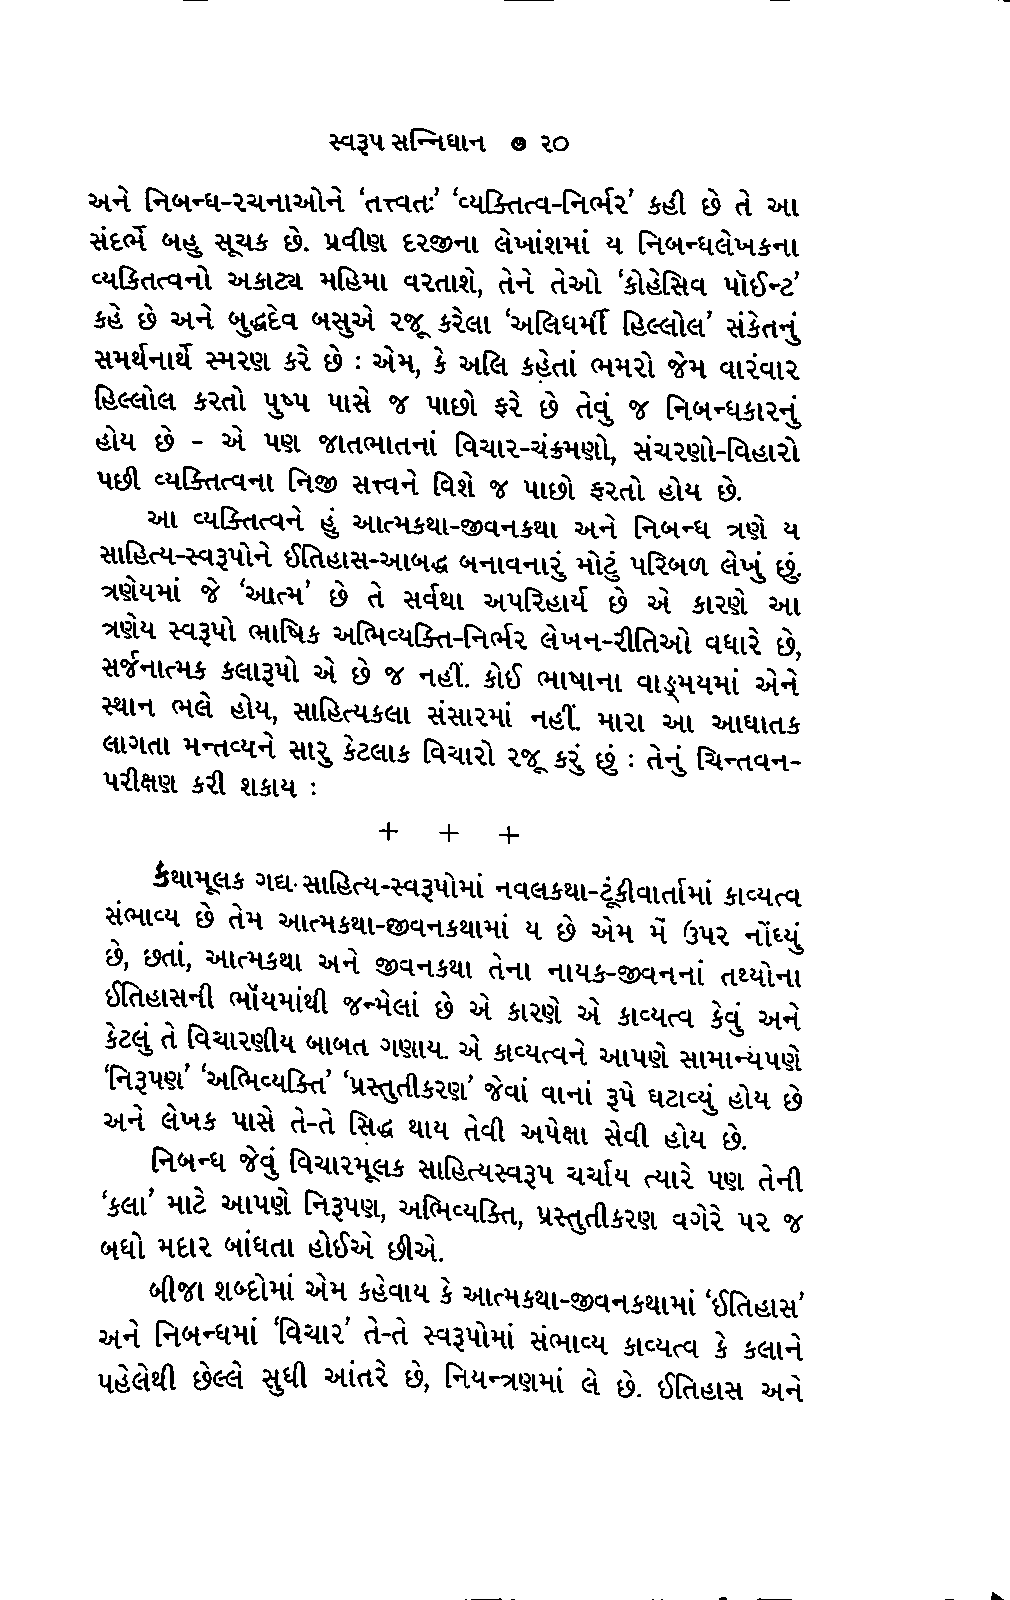 સ્વરૂપ સન્નિધાન ૭ ૨૦
અને નિબન્ધ-રચનાઓને ‘તત્ત્વતઃ’ ‘વ્યક્તિત્વ-નિર્ભર’ કહી છે તે આ
સંદર્ભે બહુ સૂચક છે. પ્રવીણ દરજીના લેખાંશમાં ય નિબન્ધલેખકના
વ્યકિતત્વનો અકાટ્ય મહિમા વરતાશે, તેને તેઓ ‘કોહેસિવ પૉઈન્ટ’
કહે છે અને બુદ્ધદેવ બસુએ રજૂ કરેલા ‘અલિધર્મી હિલ્લોલ’ સંકેતનું
સમર્થનાર્થે સ્મરણ કરે છે : એમ, કે અલિ કહેતાં ભમરો જેમ વારંવાર
હિલ્લોલ કરતો પુષ્પ પાસે જ પાછો ફરે છે તેવું જ નિબન્ધકારનું
હોય છે – એ પણ જાતભાતનાં વિચાર-ચંક્રમણો, સંચરણો-વિહારો
પછી વ્યક્તિત્વના નિજી સત્ત્વને વિશે જ પાછો ફરતો હોય છે.
આ વ્યક્તિત્વને હું આત્મકથા-જીવનકથા અને નિબન્ધ ત્રણે ય
સાહિત્ય-સ્વરૂપોને ઈતિહાસ-આબદ્ધ બનાવનારું મોટું પરિબળ લેખું છું.
ત્રણેયમાં જે ‘આત્મ’ છે તે સર્વથા અપરિહાર્ય છે એ કારણે આ
ત્રણેય સ્વરૂપો ભાષિક અભિવ્યક્તિ-નિર્ભર લેખન-રીતિઓ વધારે છે,
સર્જનાત્મક કલારૂપો એ છે જ નહીં. કોઈ ભાષાના વાઙ્મયમાં એને
સ્થાન ભલે હોય, સાહિત્યકલા સંસારમાં નહીં. મારા આ આઘાતક
લાગતા મન્તવ્યને સારુ કેટલાક વિચારો રજૂ કરું છું : તેનું ચિન્તવન-
પરીક્ષણ કરી શકાય :
+ + +
કથામૂલક ગદ્ય સાહિત્ય-સ્વરૂપોમાં નવલકથા-ટૂંકીવાર્તામાં કાવ્યત્વ
સંભાવ્ય છે તેમ આત્મકથા-જીવનકથામાં ય છે એમ મેં ઉપર નોંધ્યું
છે, છતાં, આત્મકથા અને જીવનકથા તેના નાયક-જીવનનાં તથ્યોના
ઈતિહાસની ભૉંયમાંથી જન્મેલાં છે એ કારણે એ કાવ્યત્વ કેવું અને
કેટલું તે વિચારણીય બાબત ગણાય. એ કાવ્યત્વને આપણે સામાન્યપણે
‘નિરૂપણ’ ‘અભિવ્યક્તિ’ ‘પ્રસ્તુતીકરણ’ જેવાં વાનાં રૂપે ઘટાવ્યું હોય છે
અને લેખક પાસે તે-તે સિદ્ધ થાય તેવી અપેક્ષા સેવી હોય છે.
નિબન્ધ જેવું વિચારમૂલક સાહિત્યસ્વરૂપ ચર્ચાય ત્યારે પણ તેની
‘કલા’ માટે આપણે નિરૂપણ, અભિવ્યક્તિ, પ્રસ્તુતીકરણ વગેરે પર જ
બધો મદાર બાંધતા હોઈએ છીએ.
બીજા શબ્દોમાં એમ કહેવાય કે આત્મકથા-જીવનકથામાં ‘ઈતિહાસ’
અને નિબન્ધમાં ‘વિચાર’ તે-તે સ્વરૂપોમાં સંભાવ્ય કાવ્યત્વ કે કલાને
પહેલેથી છેલ્લે સુધી આંતરે છે, નિયન્ત્રણમાં લે છે. ઈતિહાસ અને